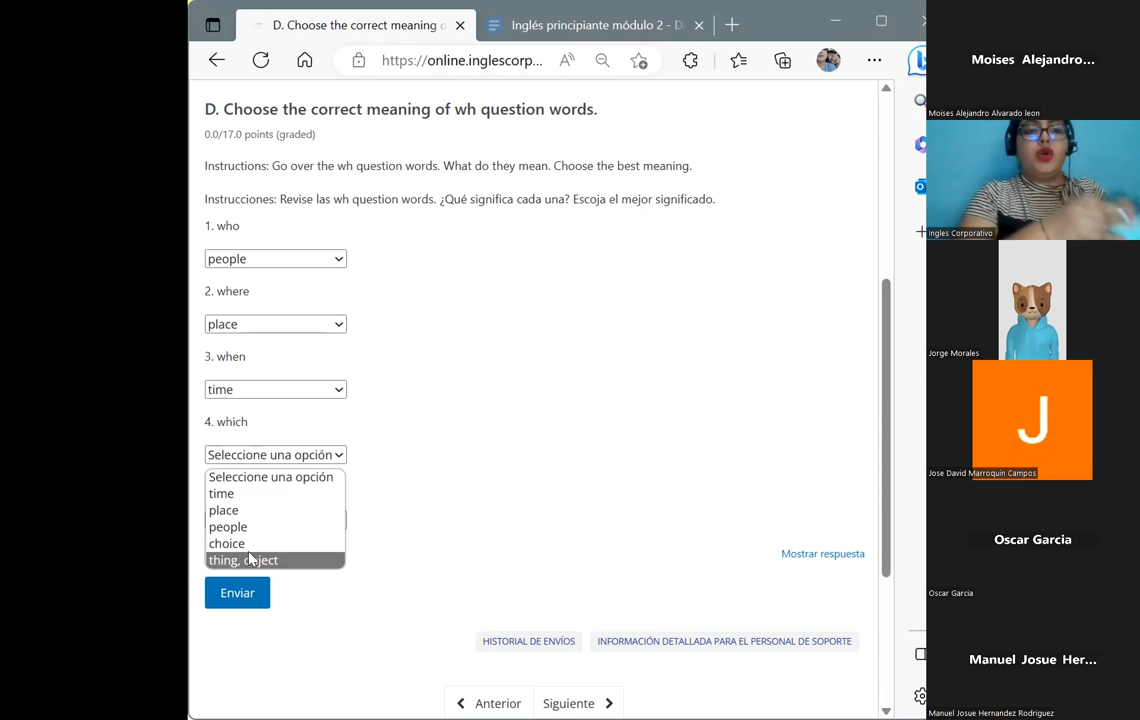 D. Choose the correct meaning o
Inglés principiante módulo 2 - D
https://online.inglescorp...
D. Choose the correct meaning of wh question words.
0.0/17.0 points (graded)
Instructions: Go over the wh question words. What do they mean. Choose the best meaning.
Instrucciones: Revise las wh question words. ¿Qué significa cada una? Escoja el mejor significado.
1. who
people
2. where
place
3. when
time
4. which
Seleccione una opción
Seleccione una opción
time
place
people
choice
thing, object
Enviar
Mostrar respuesta
HISTORIAL DE ENVÍOS
INFORMACIÓN DETALLADA PARA EL PERSONAL DE SOPORTE
Anterior
Siguiente
Moises Alejandro...
Moises Alejandro Alvarado leon
Ingles Corporativo
Jorge Morales
J
Jose David Marroquin Campos
Oscar Garcia
Oscar Garcia
Manuel Josue Her...
Manuel Josue Hernandez Rodriguez